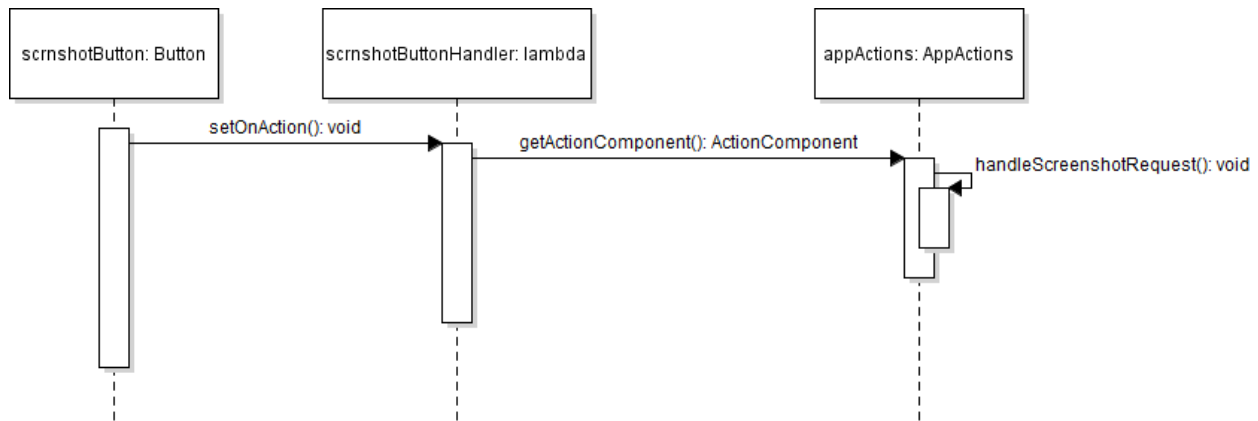 scrnshotButton: Button
scrnshotButtonHandler: lambda
appActions: AppActions
setOnAction(): void
getActionComponent(): ActionComponent
handleScreenshotRequest(): void